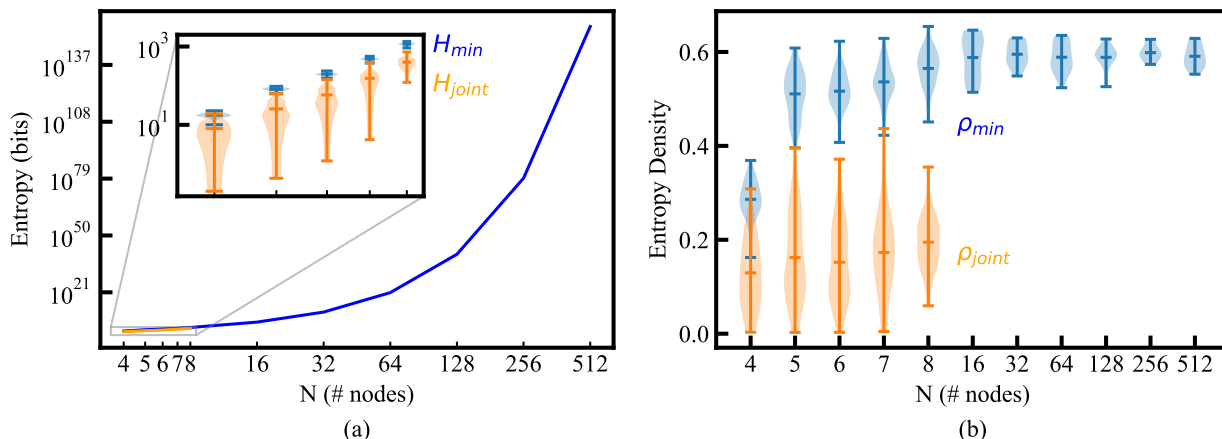 Entropy (bits)
10^137
10^108
10^79
10^50
10^21
10^3
10^1
H_min
H_joint
4 5 6 7 8 16 32 64 128 256 512
N (# nodes)
(a)
Entropy Density
0.6
0.4
0.2
0.0
ρ_min
ρ_joint
4 5 6 7 8 16 32 64 128 256 512
N (# nodes)
(b)